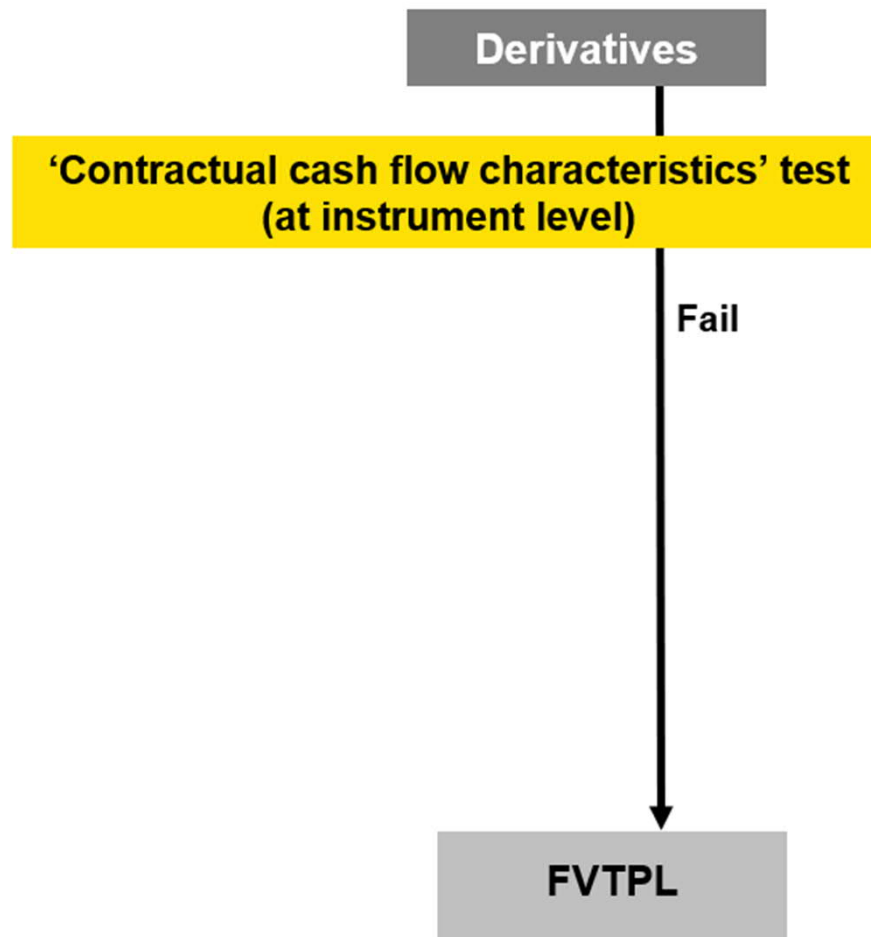 Derivatives
‘Contractual cash flow characteristics’ test
(at instrument level)
Fail
FVTPL